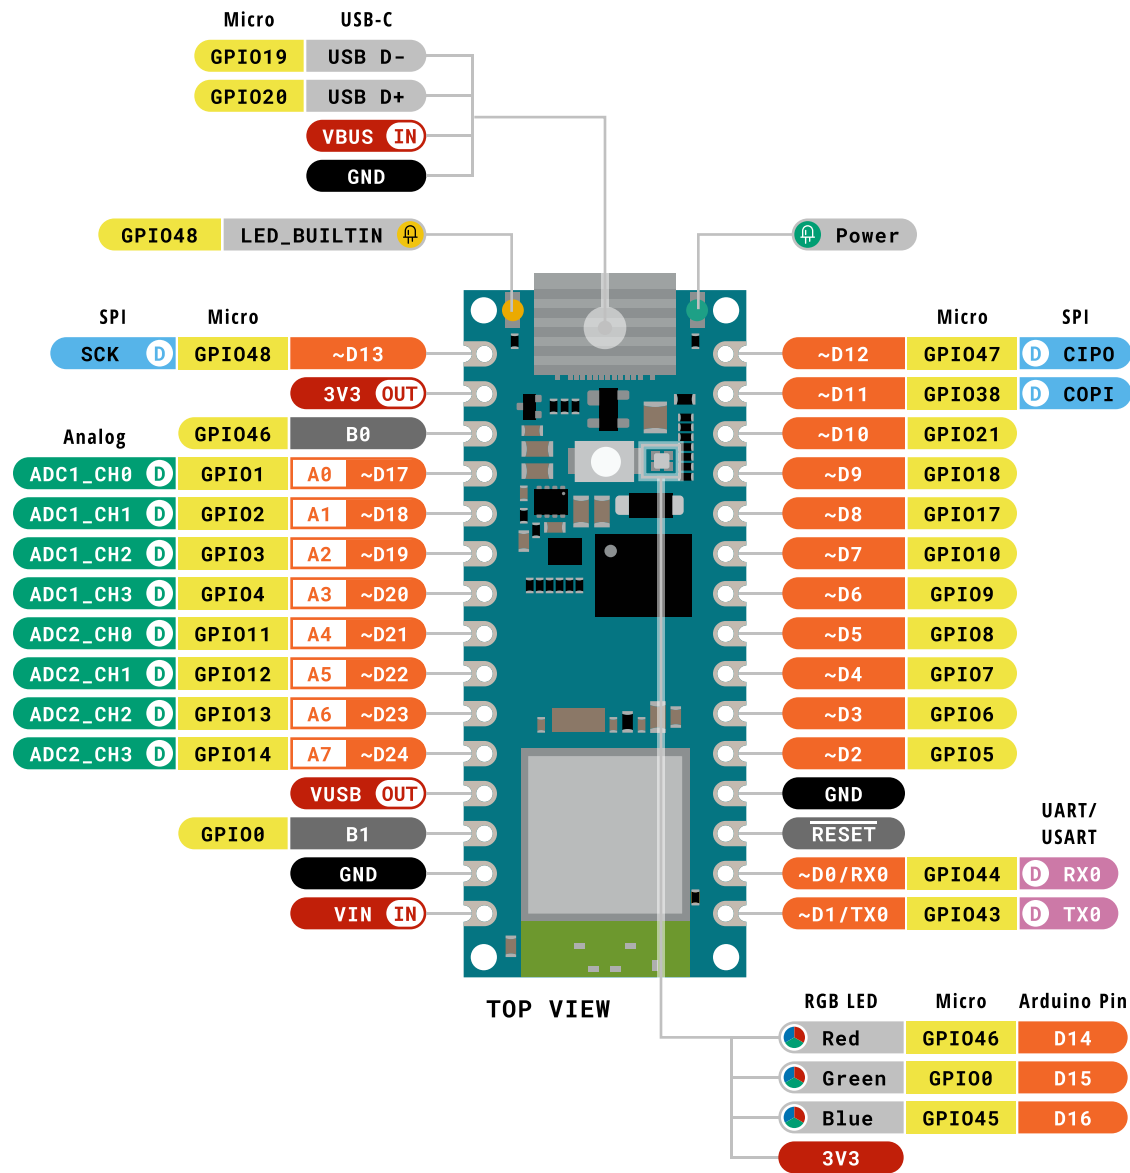 Micro USB-C
GPIO19 USB D-
GPIO20 USB D+
VBUS IN
GND
GPIO48 LED_BUILTIN
Power
SPI Micro
SCK D GPIO48 ~D13
3V3 OUT
GPIO46 B0
Analog
ADC1_CH0 D GPIO1 A0 ~D17
ADC1_CH1 D GPIO2 A1 ~D18
ADC1_CH2 D GPIO3 A2 ~D19
ADC1_CH3 D GPIO4 A3 ~D20
ADC2_CH0 D GPIO11 A4 ~D21
ADC2_CH1 D GPIO12 A5 ~D22
ADC2_CH2 D GPIO13 A6 ~D23
ADC2_CH3 D GPIO14 A7 ~D24
VUSB OUT
GPIO0 B1
GND
VIN IN
Micro SPI
~D12 GPIO47 D CIPO
~D11 GPIO38 D COPI
~D10 GPIO21
~D9 GPIO18
~D8 GPIO17
~D7 GPIO10
~D6 GPIO9
~D5 GPIO8
~D4 GPIO7
~D3 GPIO6
~D2 GPIO5
GND
RESET
UART/
USART
~D0/RX0 GPIO44 D RX0
~D1/TX0 GPIO43 D TX0
TOP VIEW
RGB LED Micro Arduino Pin
Red GPIO46 D14
Green GPIO0 D15
Blue GPIO45 D16
3V3